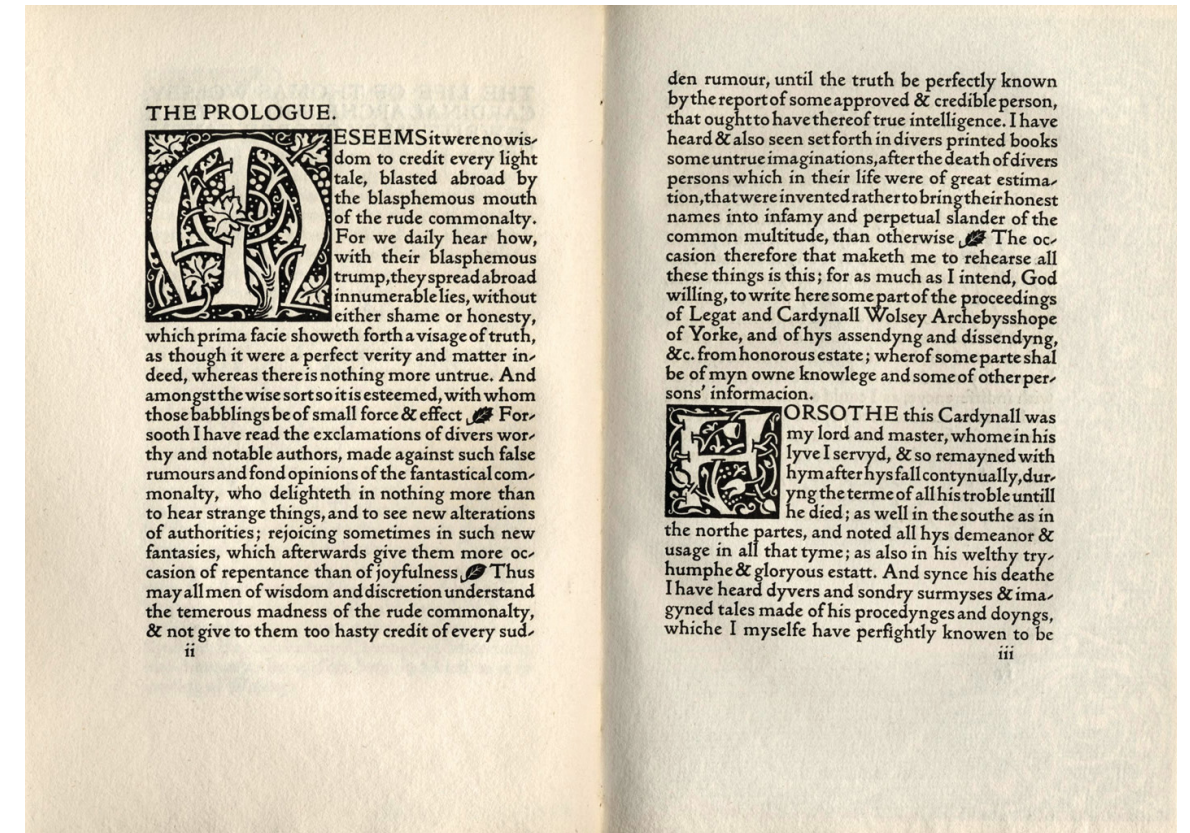 THE PROLOGUE.
MESEEMS it were no wis-
dom to credit every light
tale, blasted abroad by
the blasphemous mouth
of the rude commonalty.
For we daily hear how,
with their blasphemous
trump, they spread abroad
innumerable lies, without
either shame or honesty,
which prima facie showeth forth a visage of truth,
as though it were a perfect verity and matter in-
deed, whereas there is nothing more untrue. And
amongst the wise sort so it is esteemed, with whom
those babblings be of small force & effect ❧ For-
sooth I have read the exclamations of divers wor-
thy and notable authors, made against such false
rumours and fond opinions of the fantastical com-
monalty, who delighteth in nothing more than
to hear strange things, and to see new alterations
of authorities; rejoicing sometimes in such new
fantasies, which afterwards give them more oc-
casion of repentance than of joyfulness ❧ Thus
may all men of wisdom and discretion understand
the temerous madness of the rude commonalty,
& not give to them too hasty credit of every sud-
ii
den rumour, until the truth be perfectly known
by the report of some approved & credible person,
that ought to have thereof true intelligence. I have
heard & also seen set forth in divers printed books
some untrue imaginations, after the death of divers
persons which in their life were of great estima-
tion, that were invented rather to bring their honest
names into infamy and perpetual slander of the
common multitude, than otherwise ❧ The oc-
casion therefore that maketh me to rehearse all
these things is this; for as much as I intend, God
willing, to write here some part of the proceedings
of Legat and Cardynall Wolsey Archebysshope
of Yorke, and of hys assendyng and dissendyng,
&c. from honorous estate; wherof some parte shal
be of myn owne knowlege and some of other per-
sons' informacion.
FORSOTHE this Cardynall was
my lord and master, whome in his
lyve I servyd, & so remayned with
hym after hys fall contynually, dur-
yng the terme of all his troble untill
he died; as well in the southe as in
the northe partes, and noted all hys demeanor &
usage in all that tyme; as also in his welthy try-
humphe & gloryous estatt. And synce his deathe
I have heard dyvers and sondry surmyses & ima-
gyned tales made of his procedynges and doyngs,
whiche I myselfe have perfightly knowen to be
iii